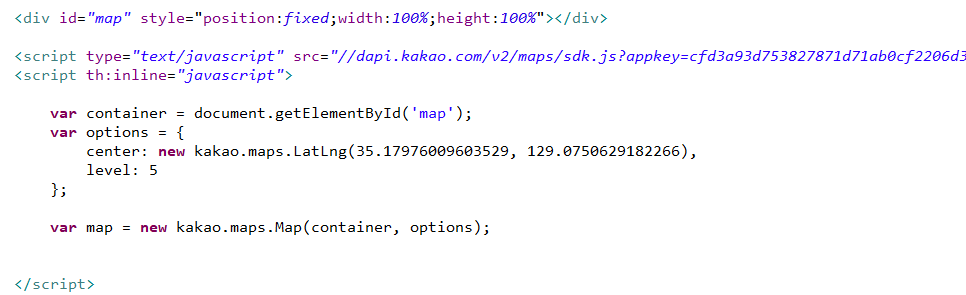 <div id="map" style="position:fixed;width:100%;height:100%"></div>
<script type="text/javascript" src="//dapi.kakao.com/v2/maps/sdk.js?appkey=cfd3a93d753827871d71ab0cf2206d3
<script th:inline="javascript">
var container = document.getElementById('map');
var options = {
center: new kakao.maps.LatLng(35.17976009603529, 129.0750629182266),
level: 5
};
var map = new kakao.maps.Map(container, options);
</script>